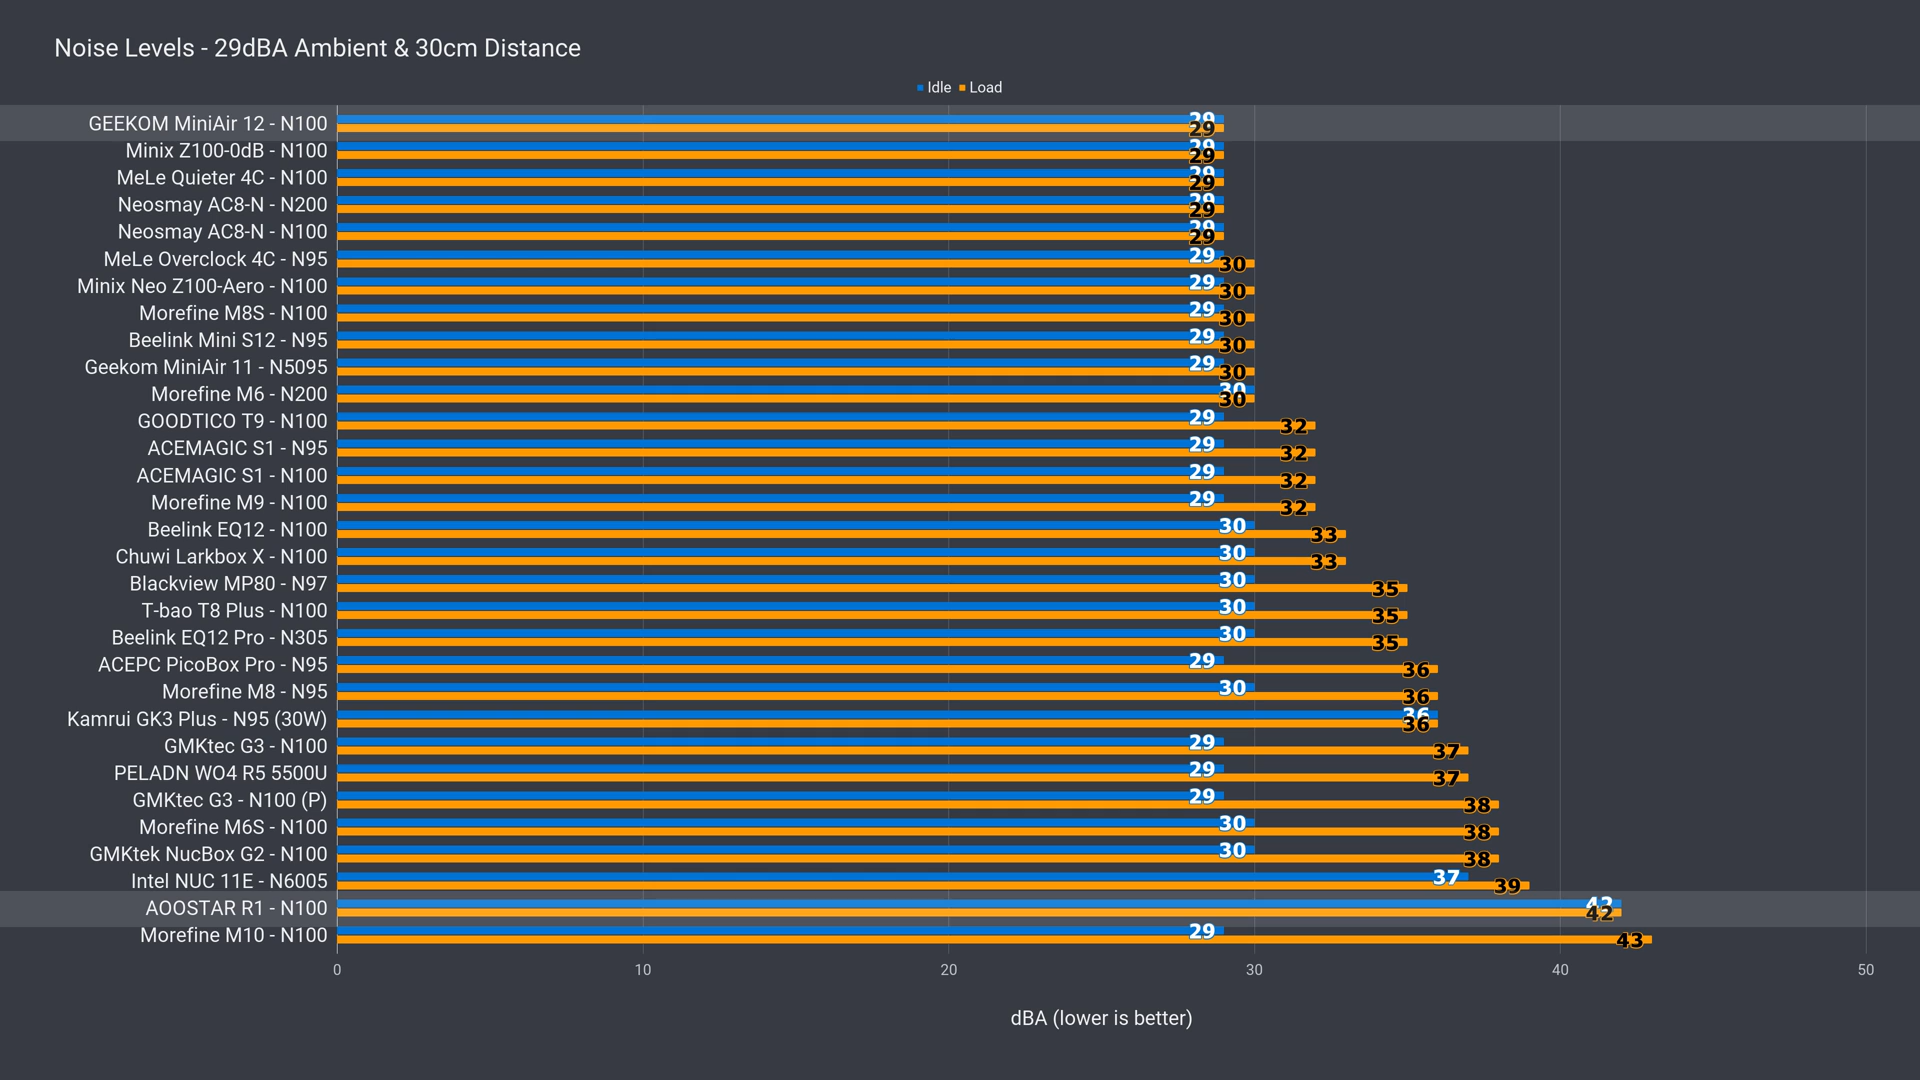 Noise Levels - 29dBA Ambient & 30cm Distance
Idle Load
GEEKOM MiniAir 12 - N100 29 29
Minix Z100-0dB - N100 29 29
MeLe Quieter 4C - N100 29 29
Neosmay AC8-N - N200 29 29
Neosmay AC8-N - N100 29 29
MeLe Overclock 4C - N95 29 30
Minix Neo Z100-Aero - N100 29 30
Morefine M8S - N100 29 30
Beelink Mini S12 - N95 29 30
Geekom MiniAir 11 - N5095 29 30
Morefine M6 - N200 30 30
GOODTICO T9 - N100 29 32
ACEMAGIC S1 - N95 29 32
ACEMAGIC S1 - N100 29 32
Morefine M9 - N100 29 32
Beelink EQ12 - N100 30 33
Chuwi Larkbox X - N100 30 33
Blackview MP80 - N97 30 35
T-bao T8 Plus - N100 30 35
Beelink EQ12 Pro - N305 30 35
ACEPC PicoBox Pro - N95 29 36
Morefine M8 - N95 30 36
Kamrui GK3 Plus - N95 (30W) 36 36
GMKtec G3 - N100 29 37
PELADN WO4 R5 5500U 29 37
GMKtec G3 - N100 (P) 29 38
Morefine M6S - N100 30 38
GMKtek NucBox G2 - N100 30 38
Intel NUC 11E - N6005 37 39
AOOSTAR R1 - N100 42 42
Morefine M10 - N100 29 43
0 10 20 30 40 50
dBA (lower is better)